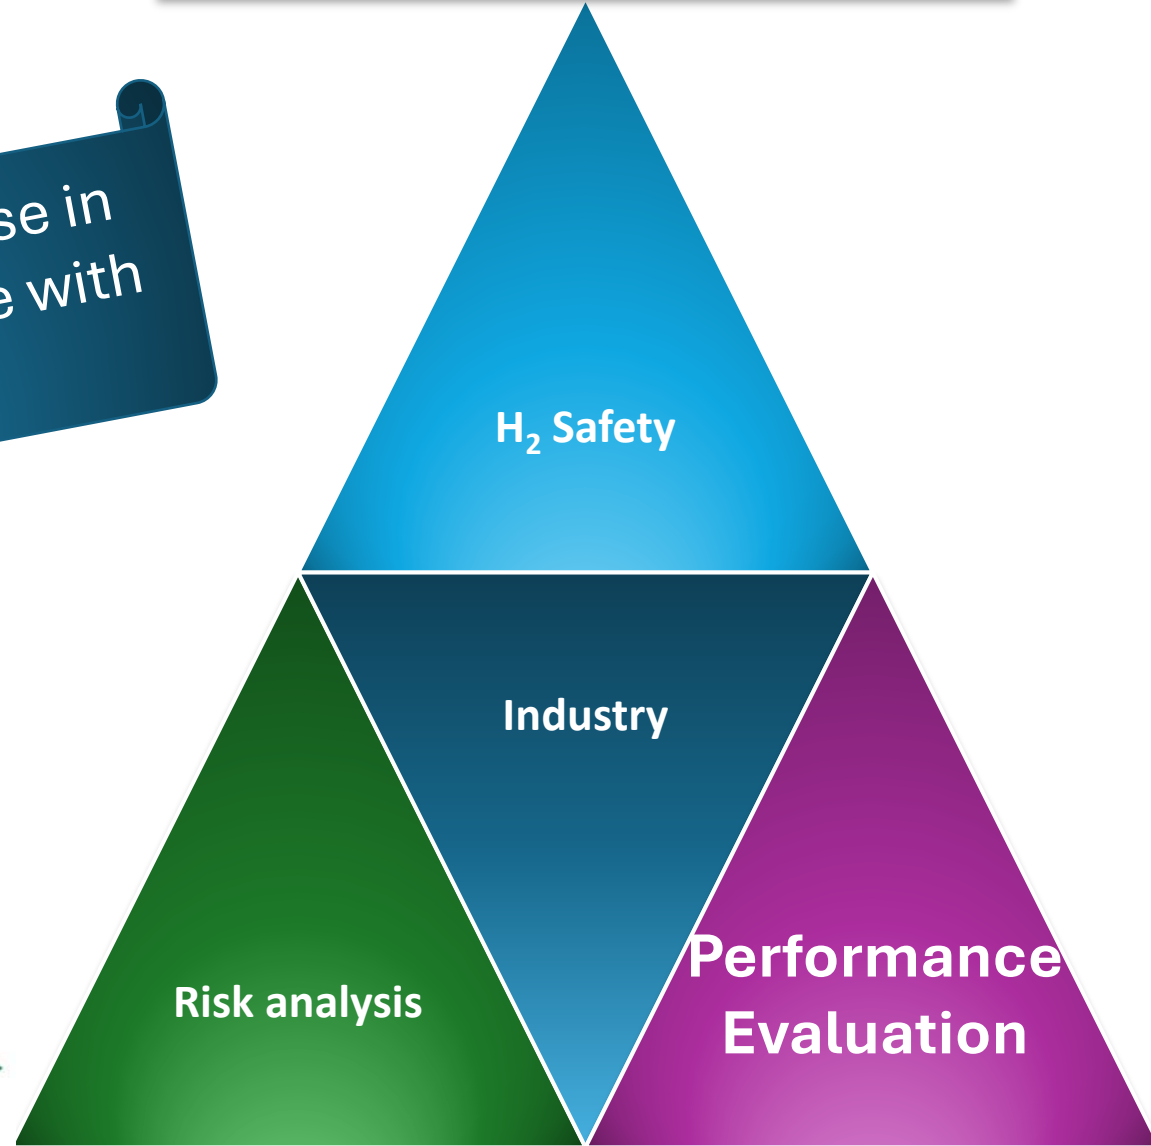 se in
e with
H₂ Safety
Industry
Risk analysis
Performance
Evaluation